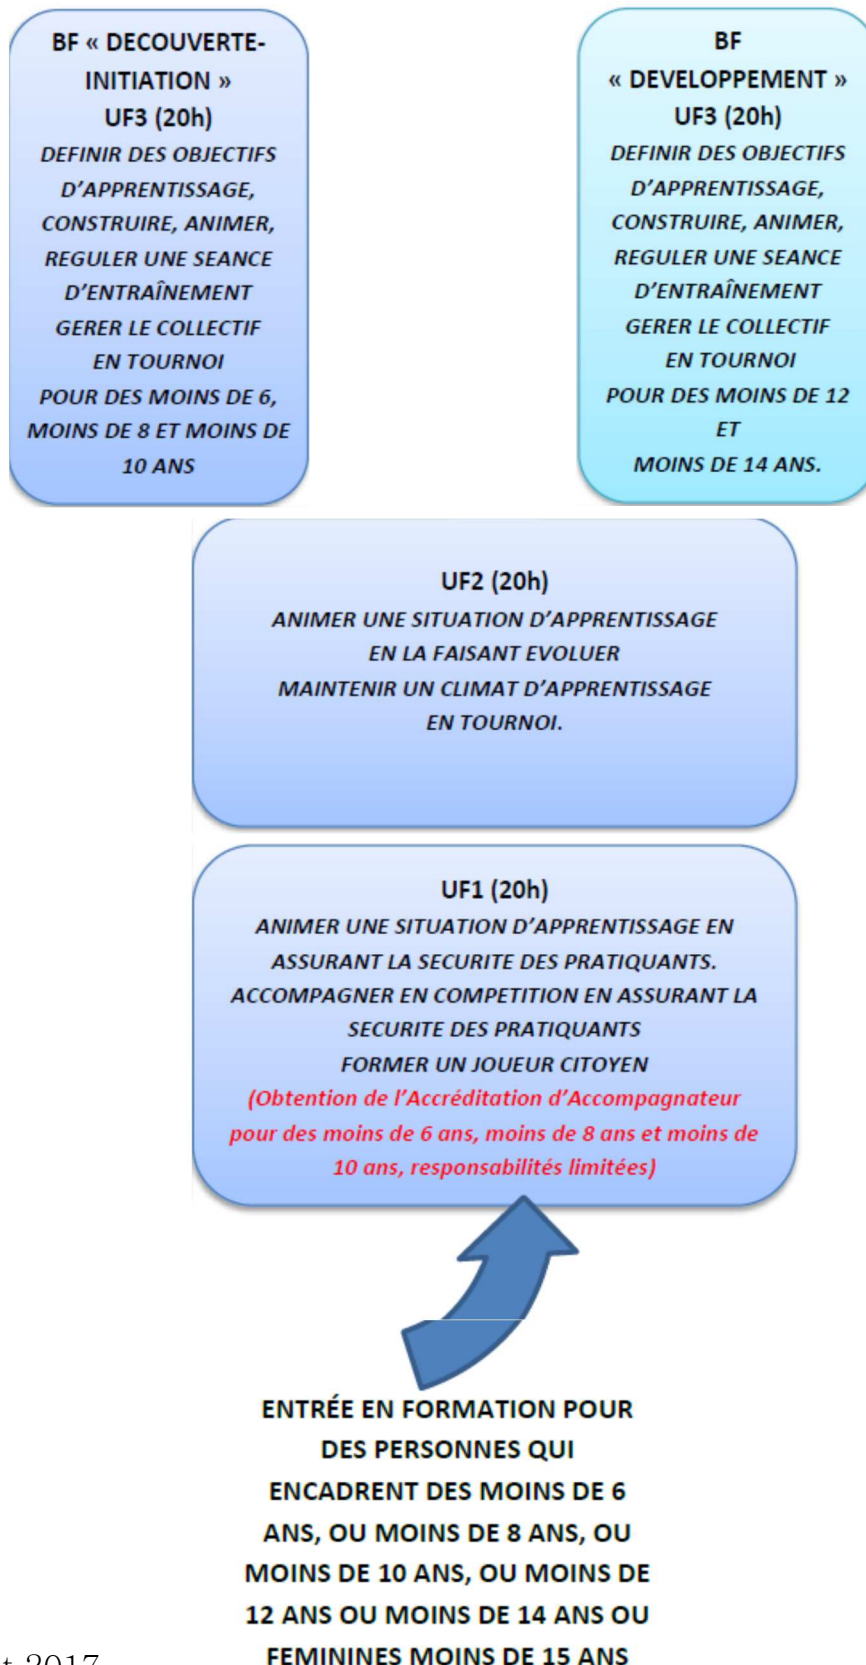 BF « DECOUVERTE-
INITIATION »
UF3 (20h)
DEFINIR DES OBJECTIFS
D’APPRENTISSAGE,
CONSTRUIRE, ANIMER,
REGULER UNE SEANCE
D’ENTRAÎNEMENT
GERER LE COLLECTIF
EN TOURNOI
POUR DES MOINS DE 6,
MOINS DE 8 ET MOINS DE
10 ANS
BF
« DEVELOPPEMENT »
UF3 (20h)
DEFINIR DES OBJECTIFS
D’APPRENTISSAGE,
CONSTRUIRE, ANIMER,
REGULER UNE SEANCE
D’ENTRAÎNEMENT
GERER LE COLLECTIF
EN TOURNOI
POUR DES MOINS DE 12
ET
MOINS DE 14 ANS.
UF2 (20h)
ANIMER UNE SITUATION D’APPRENTISSAGE
EN LA FAISANT EVOLUER
MAINTENIR UN CLIMAT D’APPRENTISSAGE
EN TOURNOI.
UF1 (20h)
ANIMER UNE SITUATION D’APPRENTISSAGE EN
ASSURANT LA SECURITE DES PRATIQUANTS.
ACCOMPAGNER EN COMPETITION EN ASSURANT LA
SECURITE DES PRATIQUANTS
FORMER UN JOUEUR CITOYEN
(Obtention de l’Accréditation d’Accompagnateur
pour des moins de 6 ans, moins de 8 ans et moins de
10 ans, responsabilités limitées)
ENTRÉE EN FORMATION POUR
DES PERSONNES QUI
ENCADRENT DES MOINS DE 6
ANS, OU MOINS DE 8 ANS, OU
MOINS DE 10 ANS, OU MOINS DE
12 ANS OU MOINS DE 14 ANS OU
FEMININES MOINS DE 15 ANS
2017